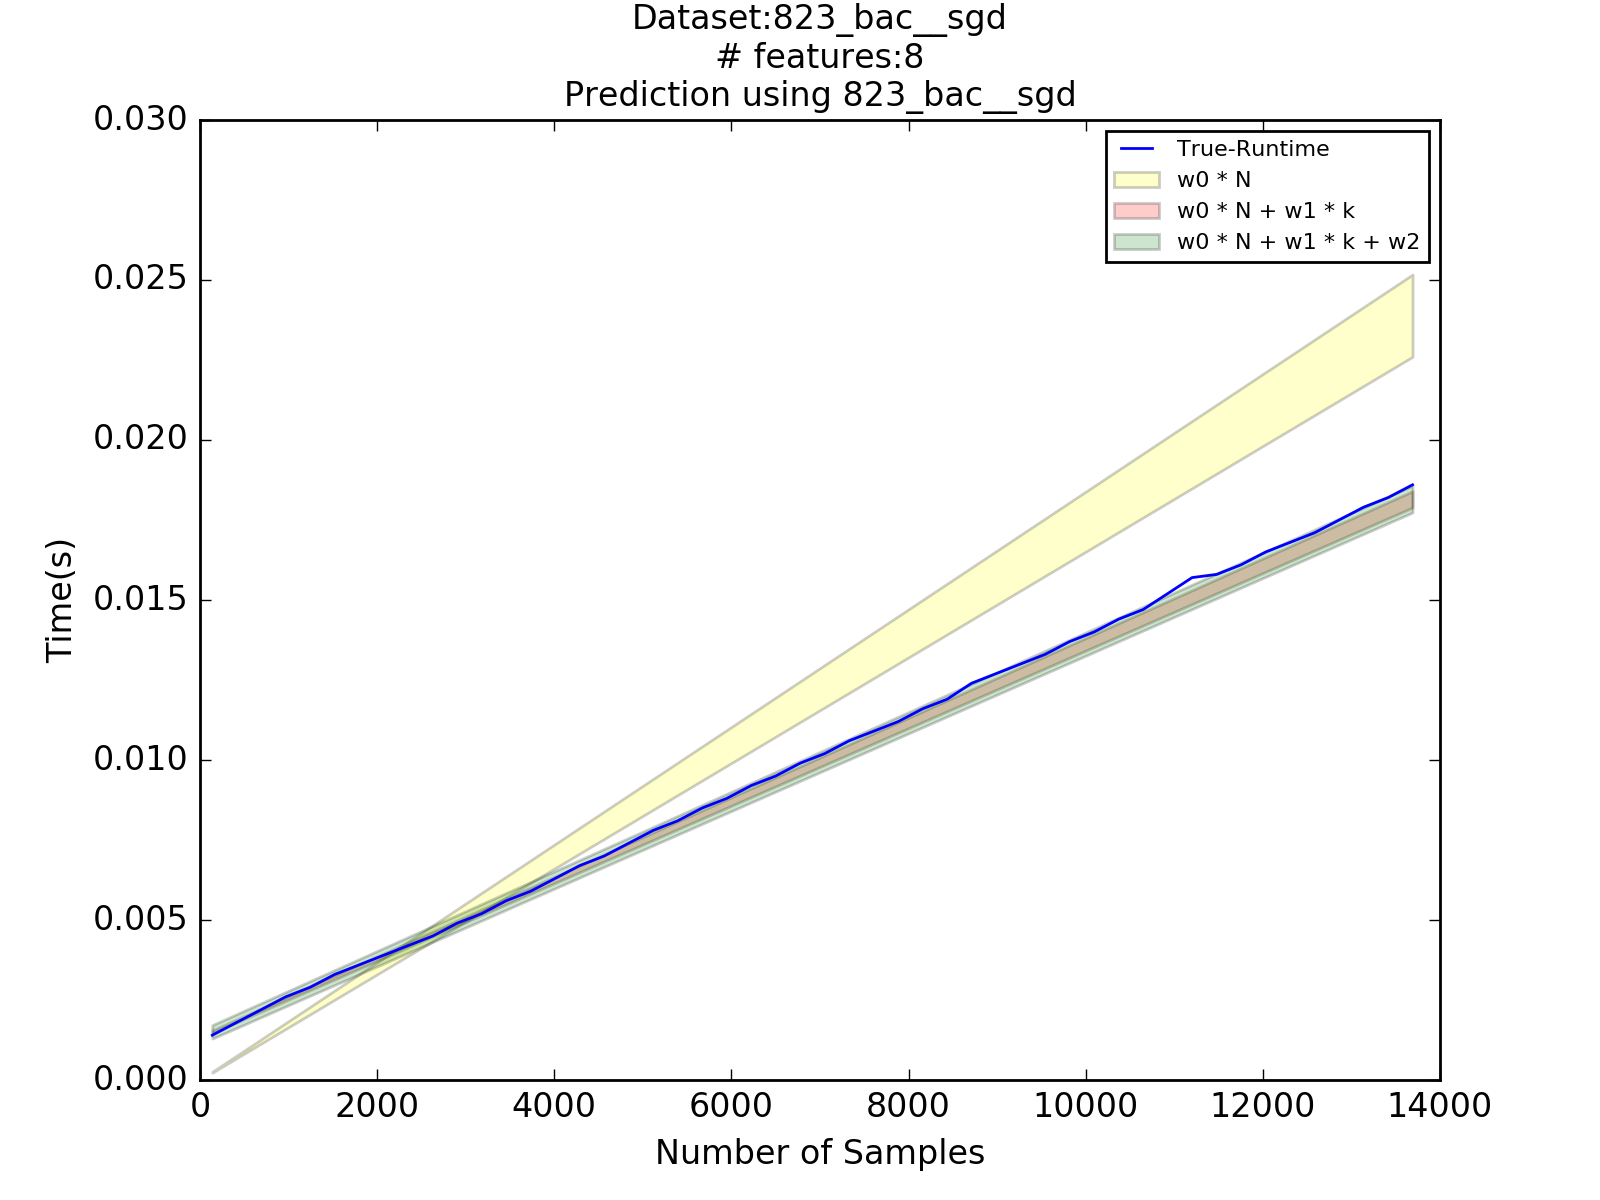 Dataset:823_bac__sgd
# features:8
Prediction using 823_bac__sgd
0.030
0.025
0.020
0.015
0.010
0.005
0.000
Time(s)
True-Runtime
w0 * N
w0 * N + w1 * k
w0 * N + w1 * k + w2
0 2000 4000 6000 8000 10000 12000 14000
Number of Samples